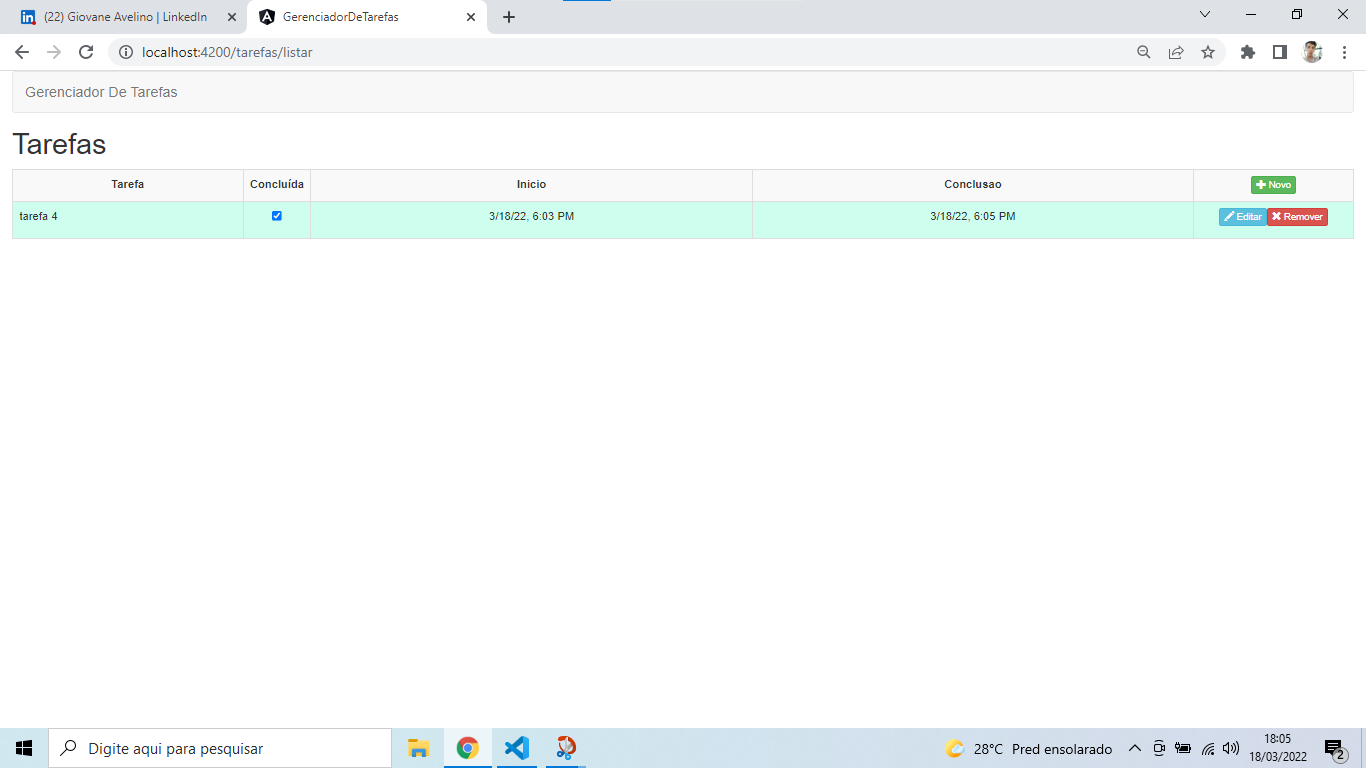 (22) Giovane Avelino | LinkedIn
GerenciadorDeTarefas
localhost:4200/tarefas/listar
Gerenciador De Tarefas
Tarefas
Tarefa Concluída Inicio Conclusao Novo
tarefa 4 3/18/22, 6:03 PM 3/18/22, 6:05 PM Editar Remover
Digite aqui para pesquisar
28°C Pred ensolarado
18:05
18/03/2022
2